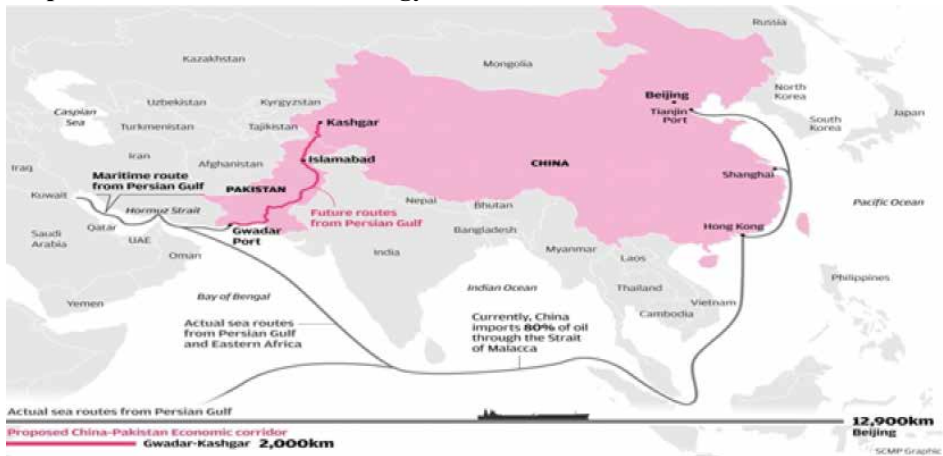 Russia
Kazakhstan
Mongolia
Beijing
Tianjin
Port
North
Korea
South
Korea
Japan
Caspian
Sea
Uzbekistan
Kyrgyzstan
Turkmenistan
Tajikistan
Kashgar
Iran
Afghanistan
Islamabad
CHINA
Iraq
Kuwait
Maritime route
from Persian Gulf
PAKISTAN
Shanghai
Hormuz Strait
Qatar
UAE
Saudi
Arabia
Oman
Gwadar
Port
Future routes
from Persian Gulf
Nepal
Bhutan
Bangladesh
India
Myanmar
Hong Kong
Pacific Ocean
Laos
Thailand
Vietnam
Cambodia
Philippines
Yemen
Bay of Bengal
Indian Ocean
Actual sea routes
from Persian Gulf
and Eastern Africa
Currently, China
imports 80% of oil
through the Strait
of Malacca
Actual sea routes from Persian Gulf
12,900km
Beijing
Proposed China-Pakistan Economic corridor
Gwadar-Kashgar 2,000km
SCMP Graphic